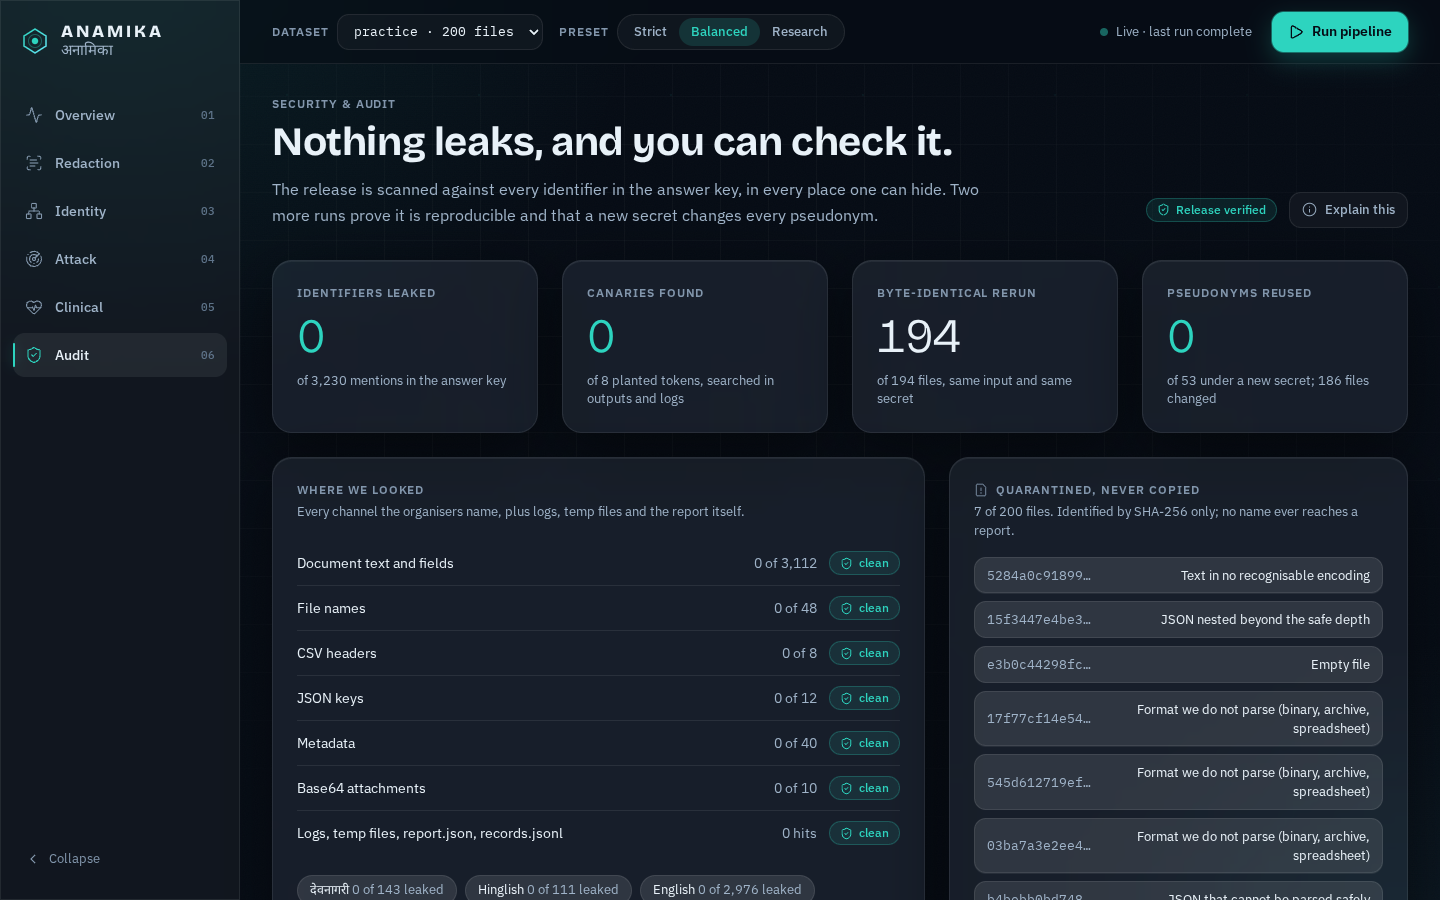 ANAMIKA
अनामिका
Overview 01
Redaction 02
Identity 03
Attack 04
Clinical 05
Audit 06
Collapse
DATASET practice · 200 files PRESET Strict Balanced Research Live · last run complete Run pipeline
SECURITY & AUDIT
Nothing leaks, and you can check it.
The release is scanned against every identifier in the answer key, in every place one can hide. Two
more runs prove it is reproducible and that a new secret changes every pseudonym.
Release verified Explain this
IDENTIFIERS LEAKED
0
of 3,230 mentions in the answer key
CANARIES FOUND
0
of 8 planted tokens, searched in
outputs and logs
BYTE-IDENTICAL RERUN
194
of 194 files, same input and same
secret
PSEUDONYMS REUSED
0
of 53 under a new secret; 186 files
changed
WHERE WE LOOKED
Every channel the organisers name, plus logs, temp files and the report itself.
Document text and fields 0 of 3,112 clean
File names 0 of 48 clean
CSV headers 0 of 8 clean
JSON keys 0 of 12 clean
Metadata 0 of 40 clean
Base64 attachments 0 of 10 clean
Logs, temp files, report.json, records.jsonl 0 hits clean
देवनागरी 0 of 143 leaked Hinglish 0 of 111 leaked English 0 of 2,976 leaked
QUARANTINED, NEVER COPIED
7 of 200 files. Identified by SHA-256 only; no name ever reaches a
report.
5284a0c91899… Text in no recognisable encoding
15f3447e4be3… JSON nested beyond the safe depth
e3b0c44298fc… Empty file
17f77cf14e54… Format we do not parse (binary, archive,
spreadsheet)
545d612719ef… Format we do not parse (binary, archive,
spreadsheet)
03ba7a3e2ee4… Format we do not parse (binary, archive,
spreadsheet)
JSON that cannot be parsed safely